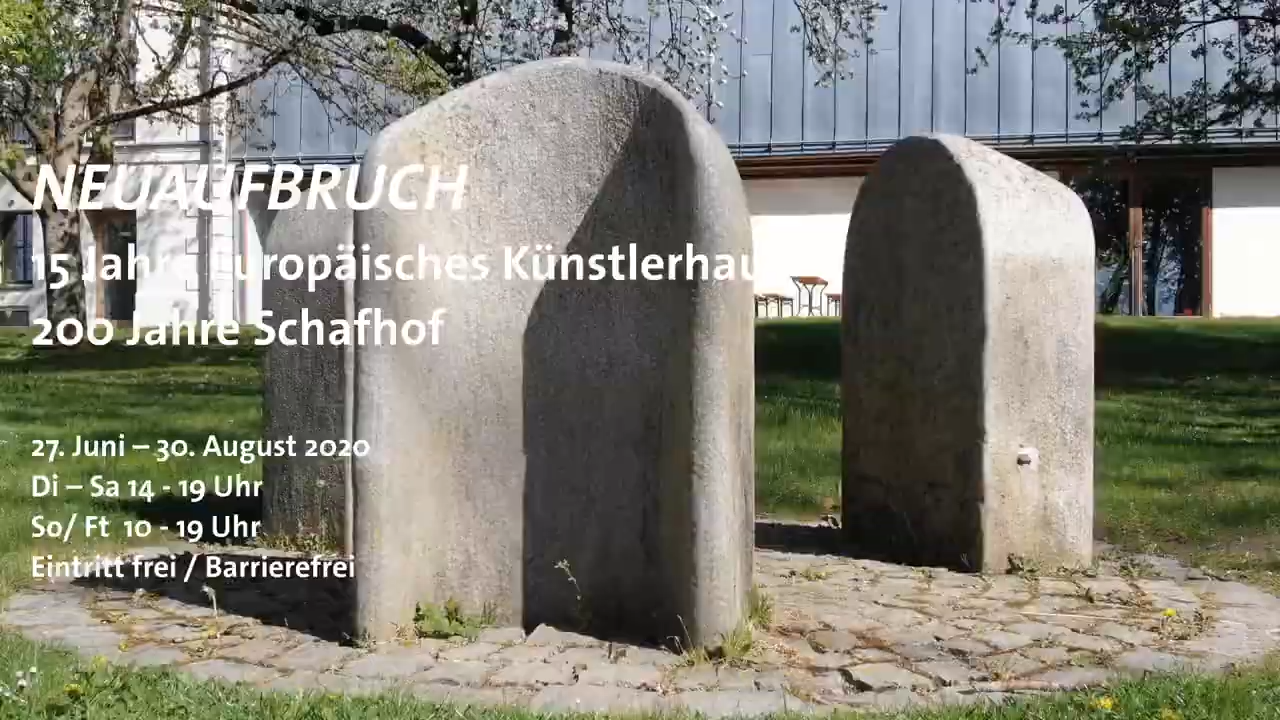 NEUAUFBRUCH
15 Jahre Europäisches Künstlerhaus
200 Jahre Schafhof
27. Juni – 30. August 2020
Di – Sa 14 - 19 Uhr
So/ Ft 10 - 19 Uhr
Eintritt frei / Barrierefrei